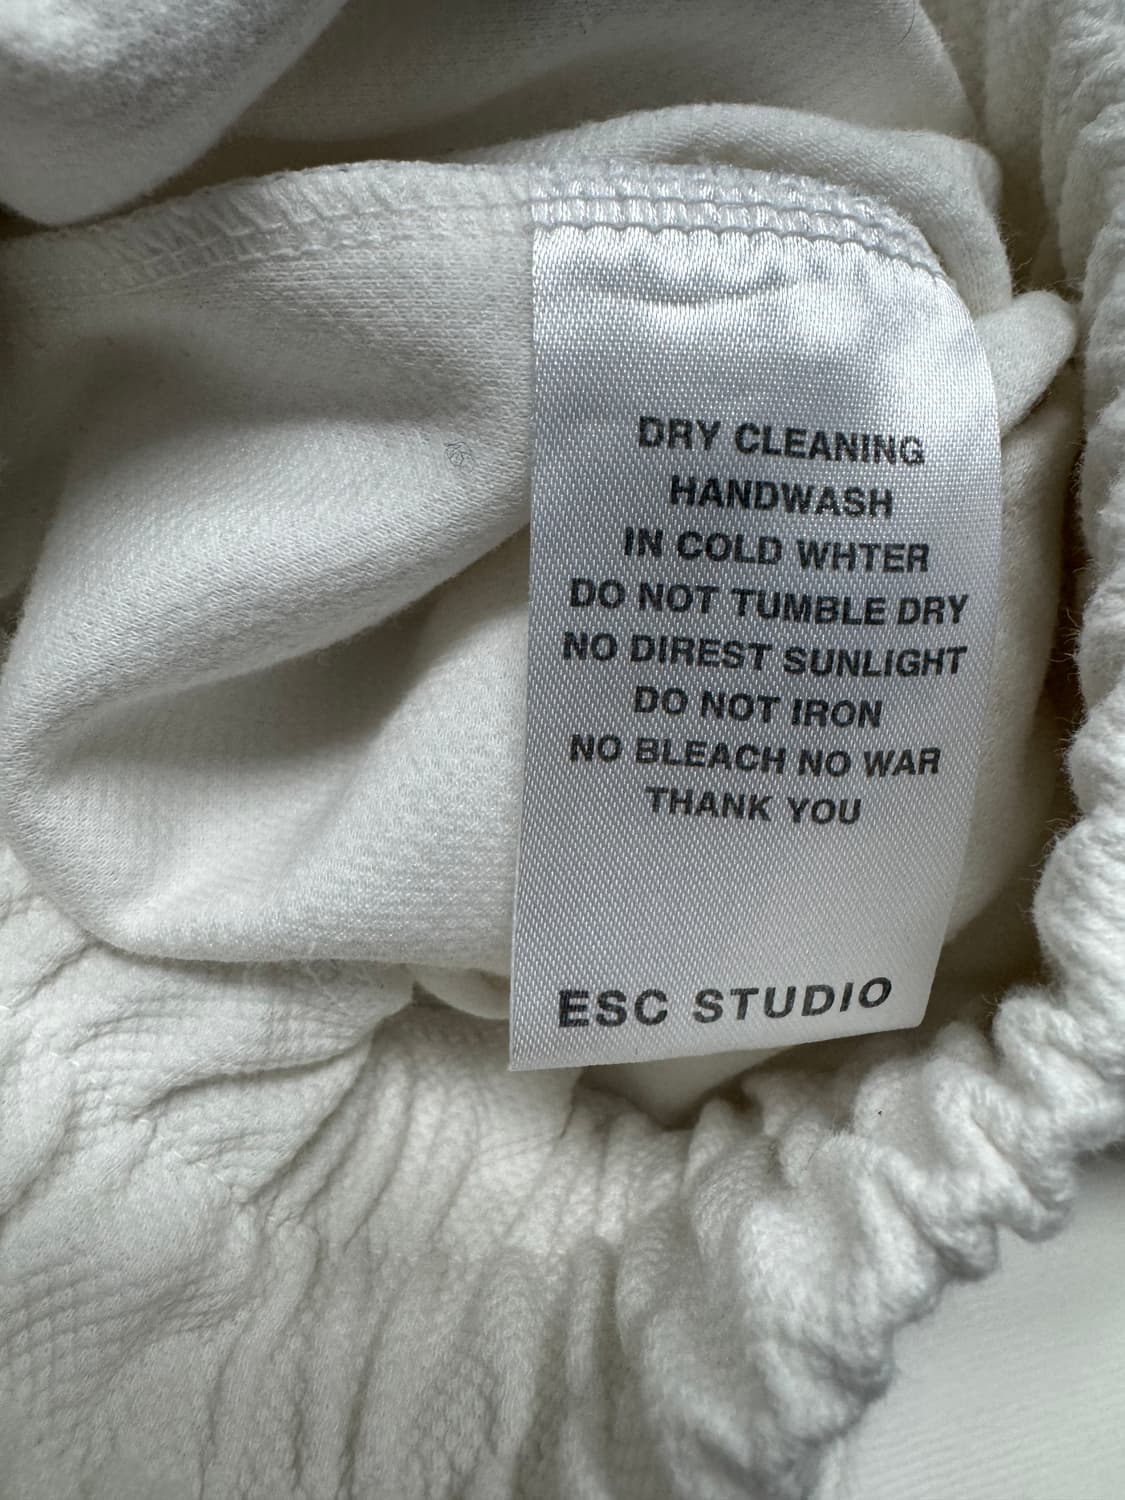 DRY CLEANING
HANDWASH
IN COLD WHTER
DO NOT TUMBLE DRY
NO DIREST SUNLIGHT
DO NOT IRON
NO BLEACH NO WAR
THANK YOU
ESC STUDIO